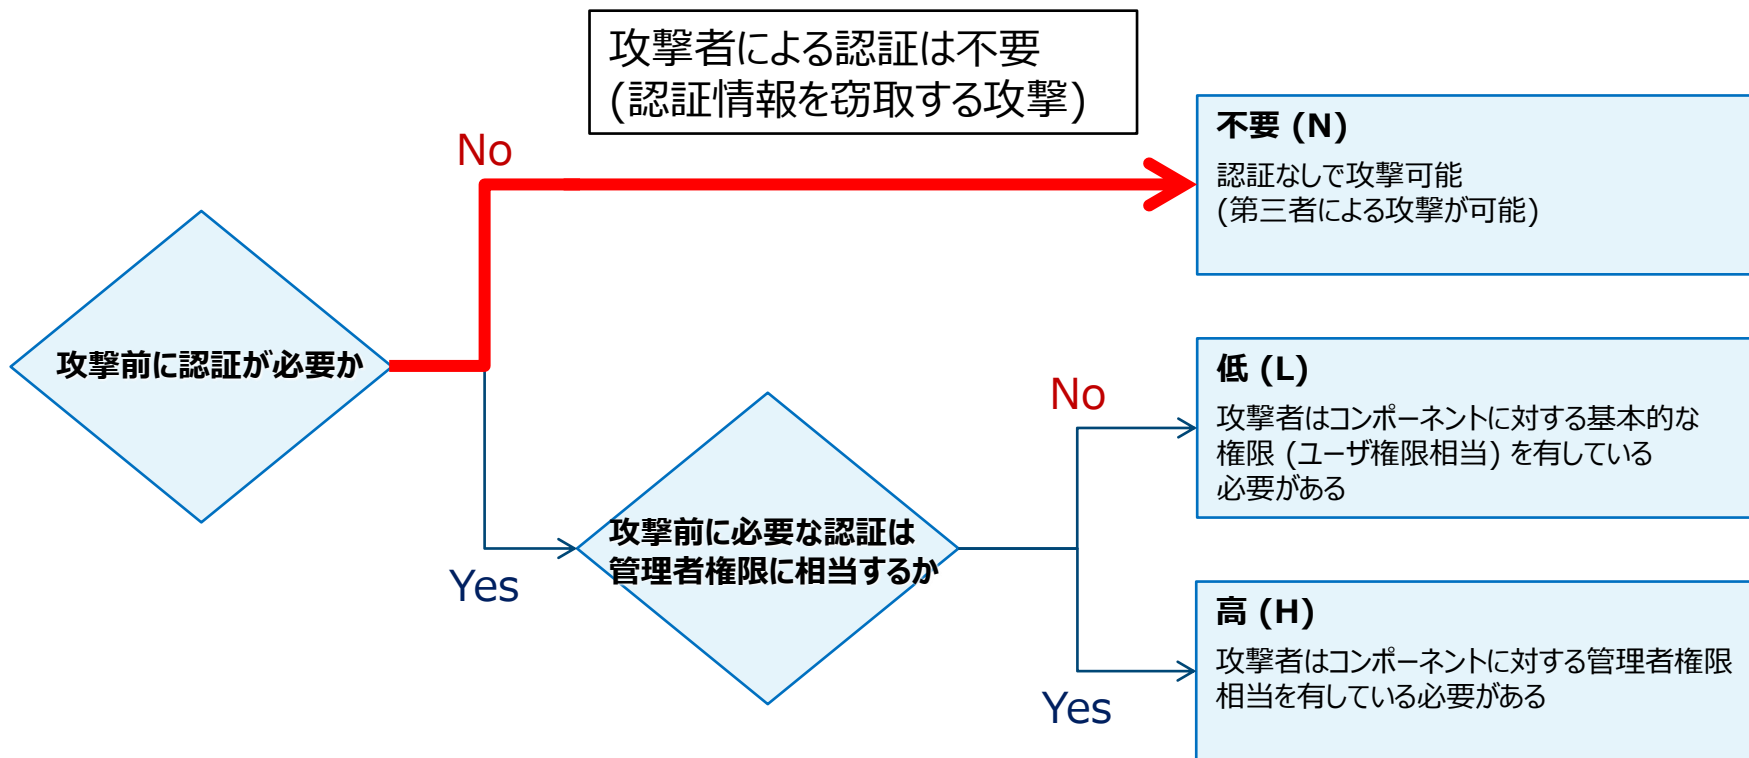 攻撃者による認証は不要
(認証情報を窃取する攻撃)
No
不要 (N)
認証なしで攻撃可能
(第三者による攻撃が可能)
攻撃前に認証が必要か
No
低 (L)
攻撃者はコンポーネントに対する基本的な
権限 (ユーザ権限相当) を有している
必要がある
Yes
攻撃前に必要な認証は
管理者権限に相当するか
Yes
高 (H)
攻撃者はコンポーネントに対する管理者権限
相当を有している必要がある